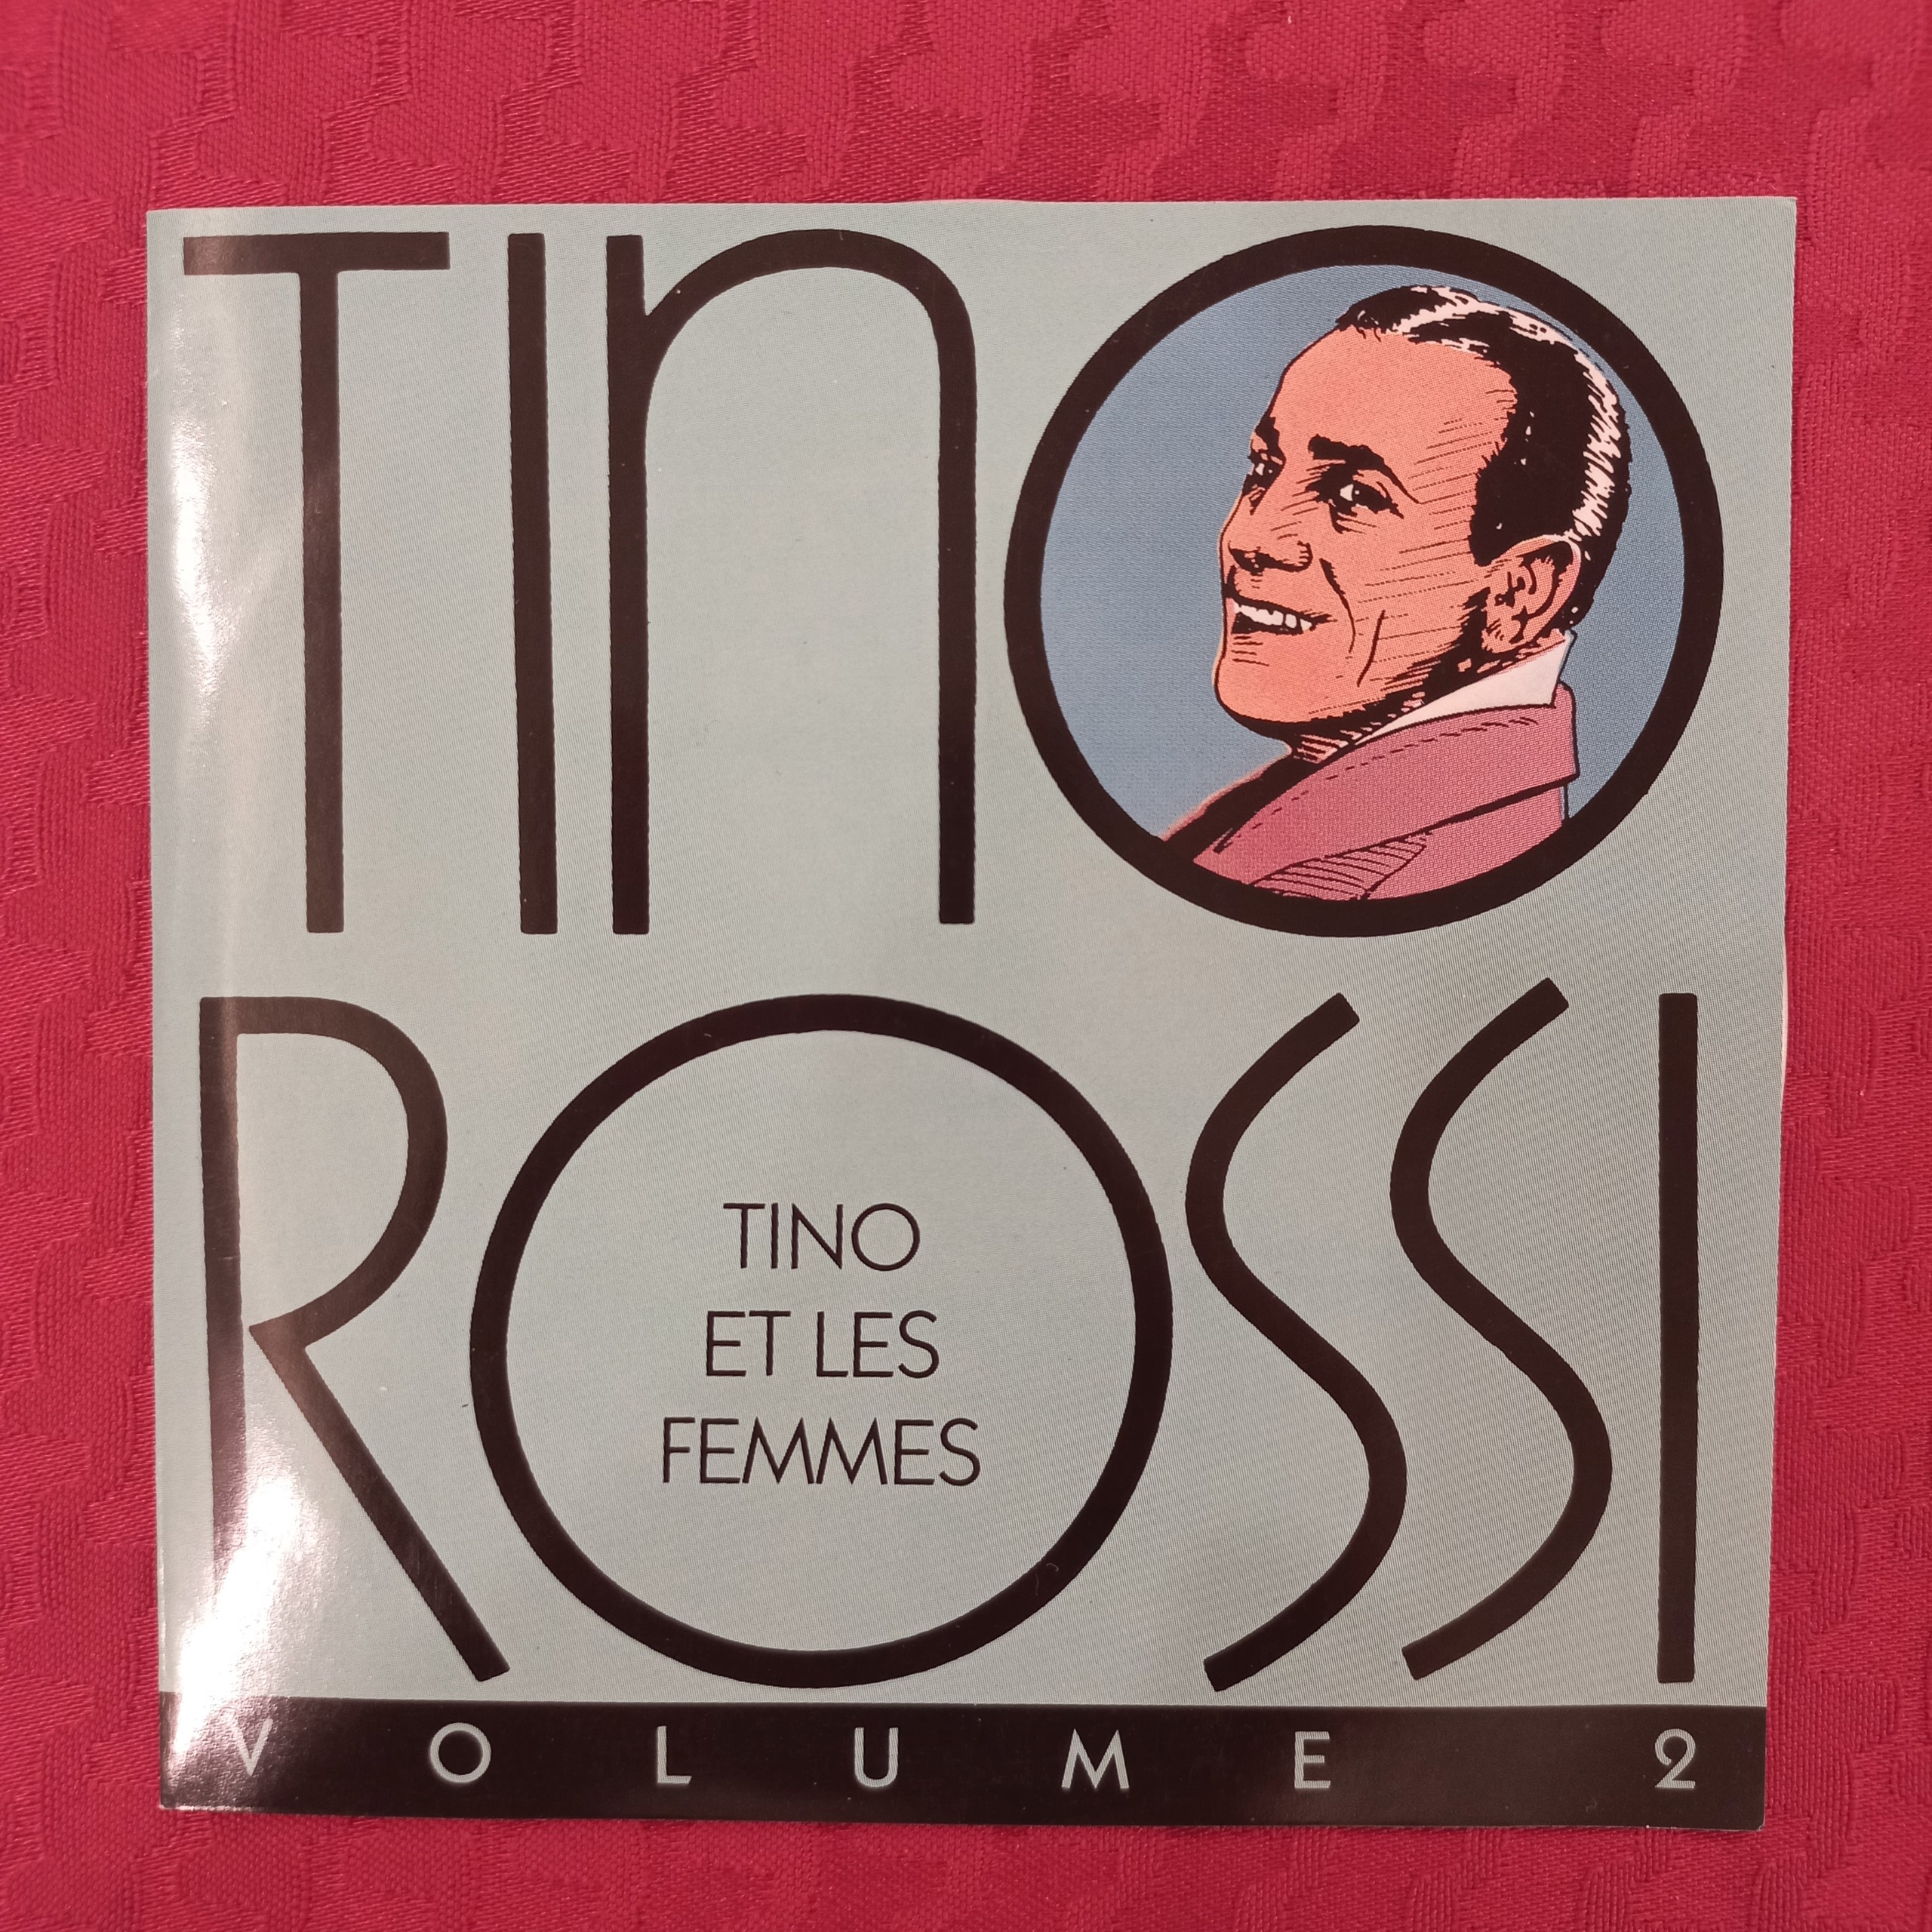 TINO
ROSSI
TINO
ET LES
FEMMES
VOLUME 2